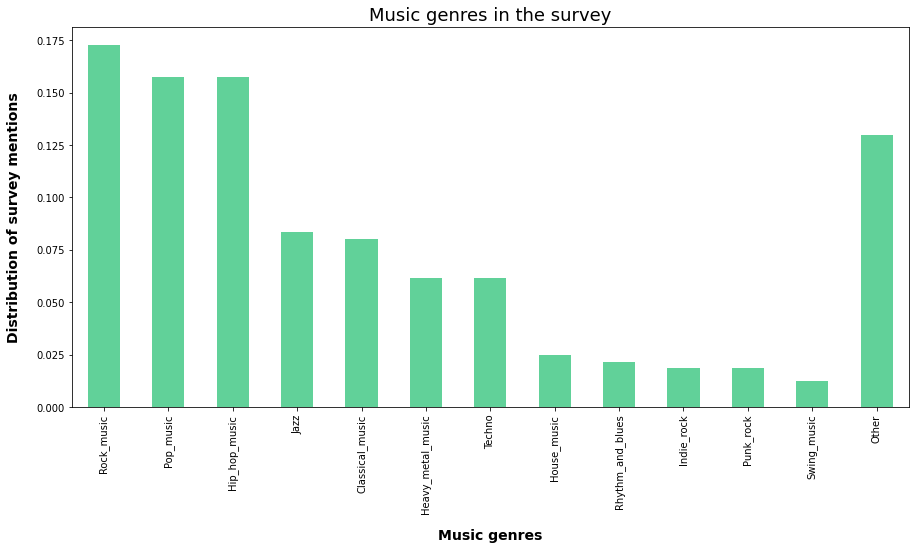 Music genres in the survey
Distribution of survey mentions
0.175
0.150
0.125
0.100
0.075
0.050
0.025
0.000
Rock_music
Pop_music
Hip_hop_music
Jazz
Classical_music
Heavy_metal_music
Techno
House_music
Rhythm_and_blues
Indie_rock
Punk_rock
Swing_music
Other
Music genres